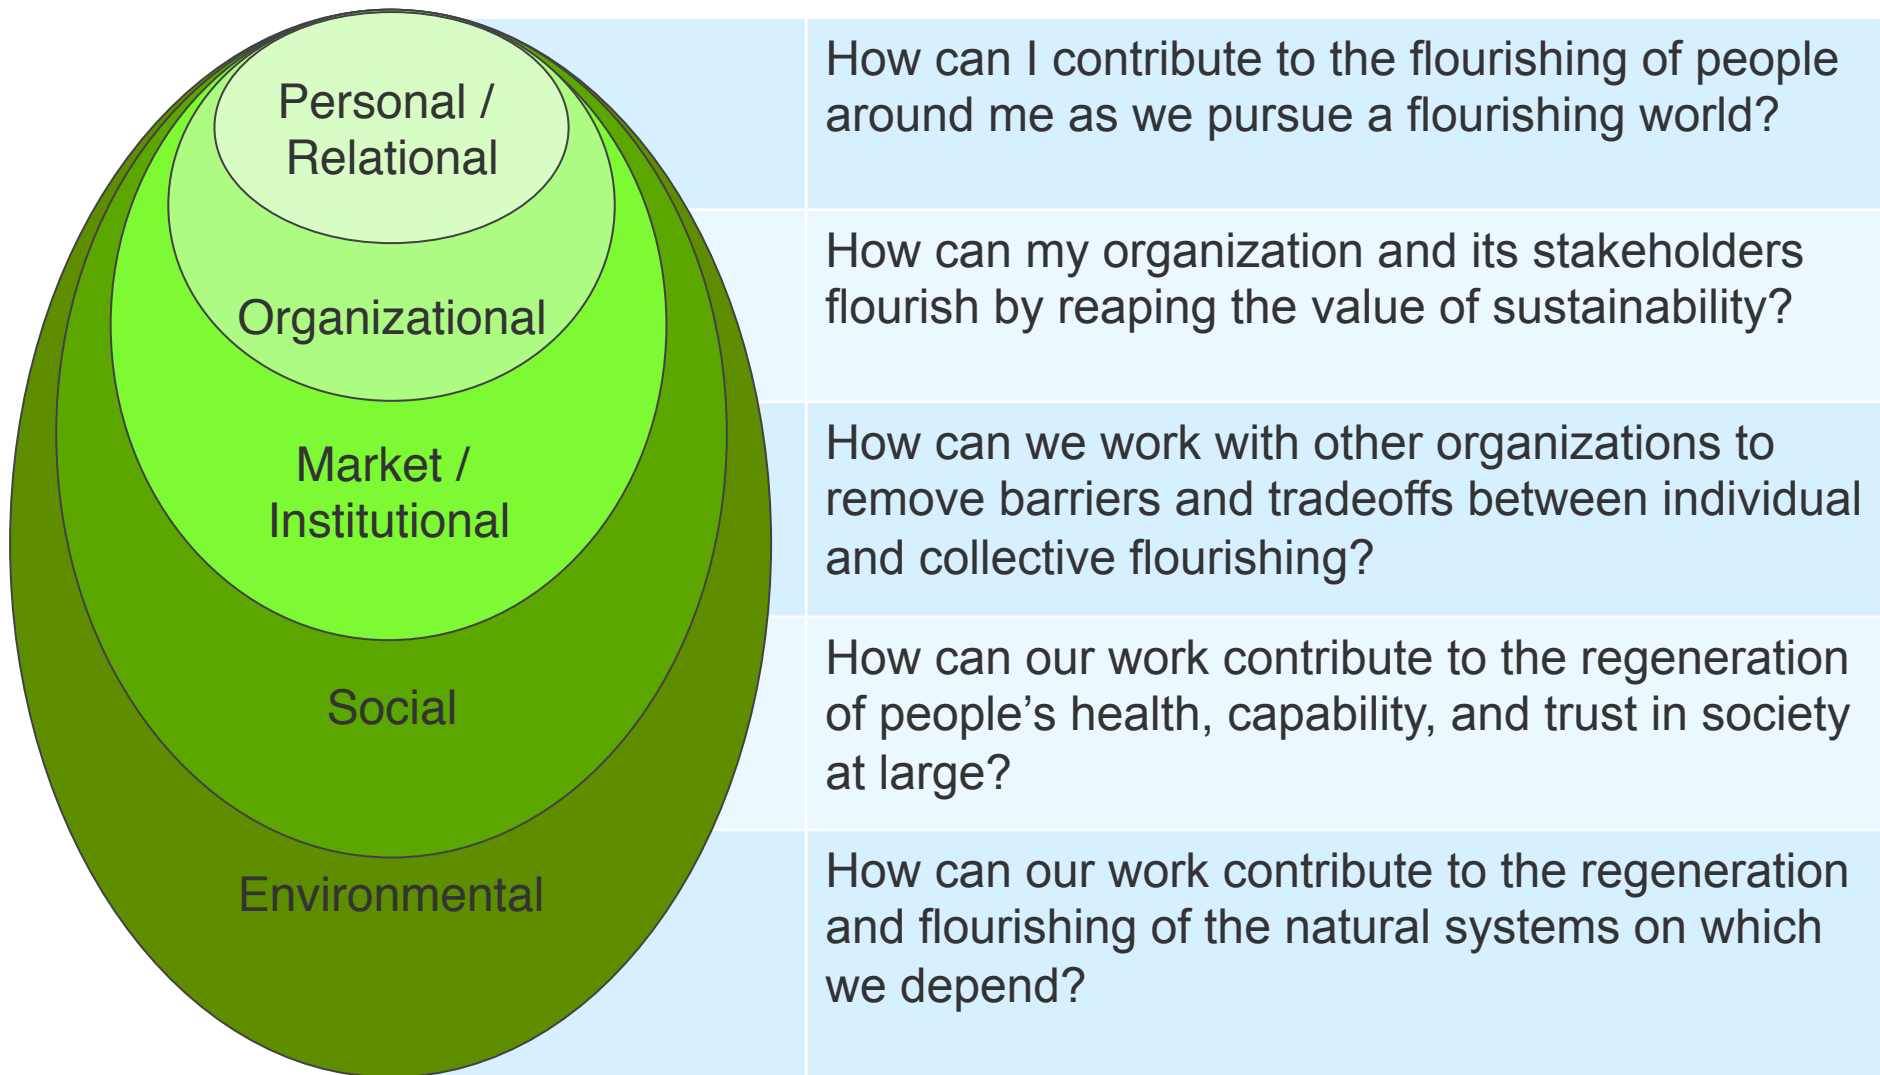 Personal /
Relational
How can I contribute to the flourishing of people
around me as we pursue a flourishing world?
Organizational
How can my organization and its stakeholders
flourish by reaping the value of sustainability?
Market /
Institutional
How can we work with other organizations to
remove barriers and tradeoffs between individual
and collective flourishing?
Social
How can our work contribute to the regeneration
of people’s health, capability, and trust in society
at large?
Environmental
How can our work contribute to the regeneration
and flourishing of the natural systems on which
we depend?